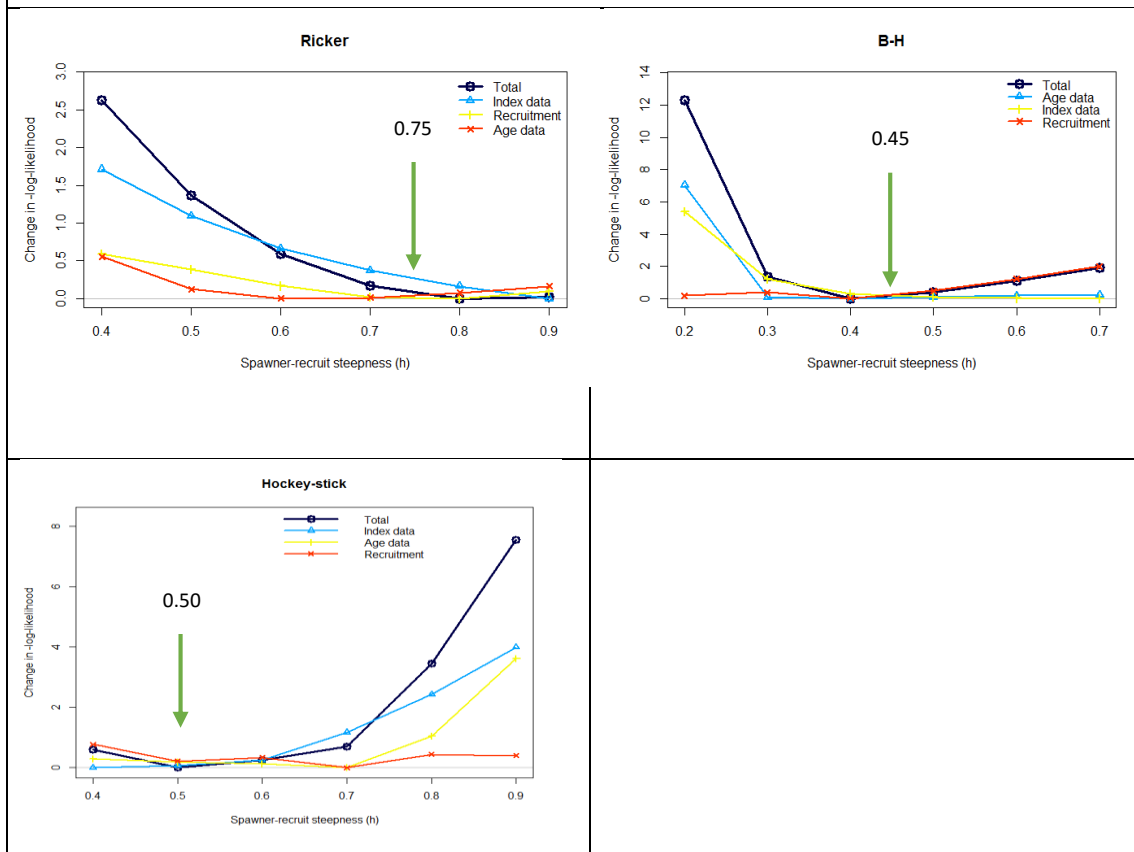 Ricker
Total
Index data
Recruitment
Age data
0.75
Change in -log-likelihood
3.0
2.5
2.0
1.5
1.0
0.5
0.0
0.4 0.5 0.6 0.7 0.8 0.9
Spawner-recruit steepness (h)
B-H
Total
Age data
Index data
Recruitment
0.45
Change in -log-likelihood
14
12
10
8
6
4
2
0
0.2 0.3 0.4 0.5 0.6 0.7
Spawner-recruit steepness (h)
Hockey-stick
Total
Index data
Age data
Recruitment
0.50
Change in -log-likelihood
8
6
4
2
0
0.4 0.5 0.6 0.7 0.8 0.9
Spawner-recruit steepness (h)